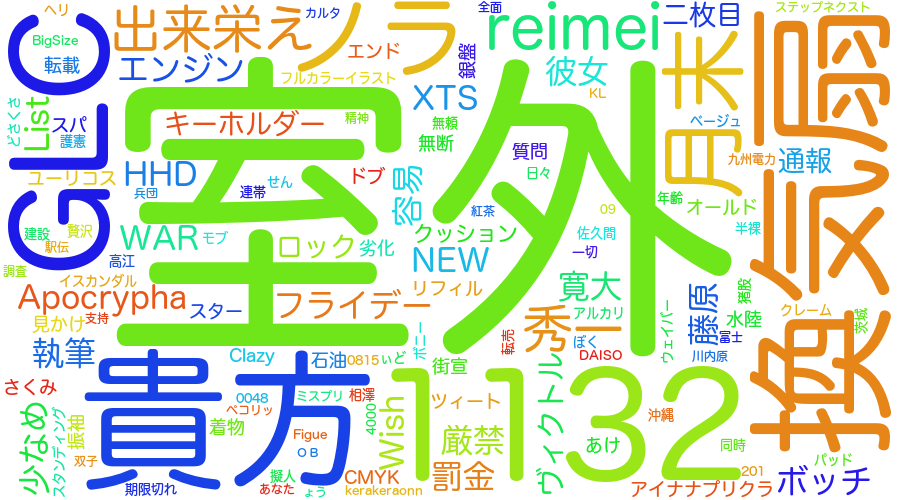 室外
GLO
換気扇
貴方
11
32
月末
ノラ
reimei
二枚目
出来栄え
エンジン
エンド
銀盤
カルタ
全面
ステップネクスト
ヘリ
BigSize
転載
フルカラーイラスト
彼女
KL
ベージュ
XTS
どさくさ
List
スパ
護憲
キーホルダー
精神
無頼
無断
質問
日々
九州電力
通報
HHD
ユーリコス
兵団
連帯
せん
ドブ
容易
紅茶
09
年齢
オールド
建設
贅沢
駅伝
WAR
モブ
ロック
劣化
クッション
佐久間
半裸
高江
調査
イスカンダル
NEW
一切
猪股
Apocrypha
スター
フライデー
リフィル
寛大
藤原
クレーム
支持
見かけ
秀一
アルカリ
ウェイバー
水陸
茨城
執筆
Clazy
石油
0815
いど
ボニー
街宣
転売
ぼく
DAISO
冨士
川内原
さくみ
0048
ミスプリ
相澤
4000
Wish
ツィート
ヴィクトル
少なめ
スタンディング
振袖
ペコリッ
着物
Figue
厳禁
あけ
沖縄
同時
双子
OB
擬人
CMYK
罰金
201
パッド
ボッチ
期限切れ
あなた
ょう
kerakeraonn
アイナナプリクラ